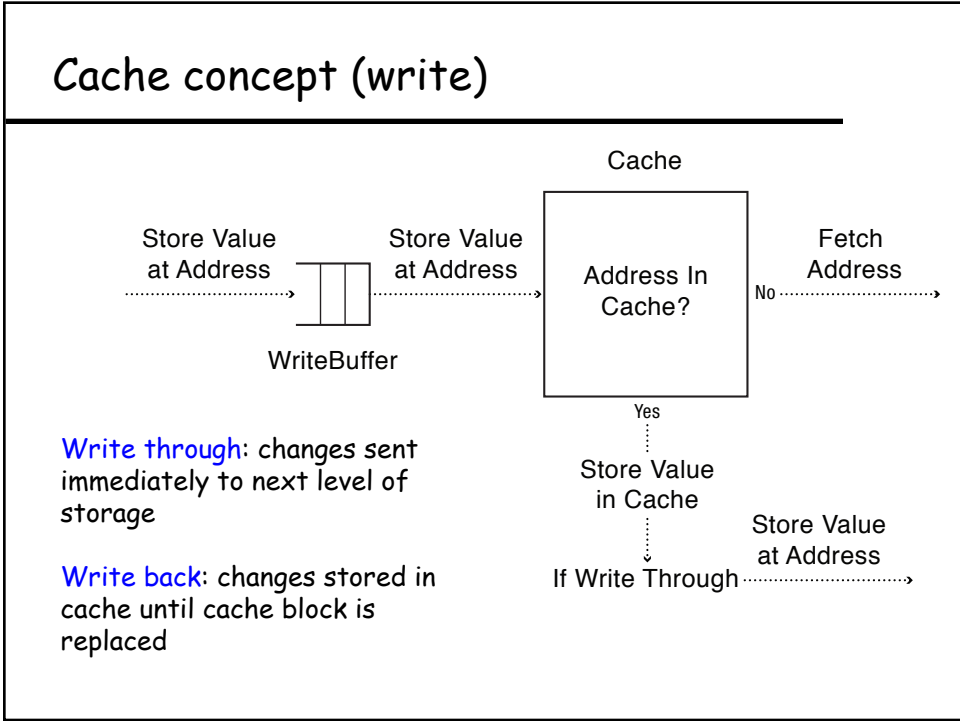 Cache concept (write)
Cache
Store Value
at Address
Store Value
at Address
Address In
Cache?
No
Fetch
Address
WriteBuffer
Yes
Store Value
in Cache
If Write Through
Store Value
at Address
Write through: changes sent
immediately to next level of
storage
Write back: changes stored in
cache until cache block is
replaced